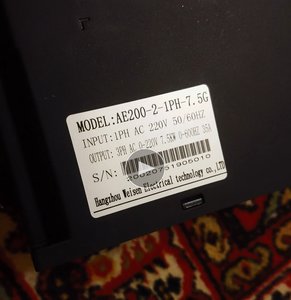 MODEL:AE200-2-1PH-7.5G
INPUT:1PH AC 220V 50/60HZ
OUTPUT: 3PH AC 0-220V 7.5KW 0-600HZ 35A
S/N:
Hangzhou Weisen Electrical technology co.,LTD